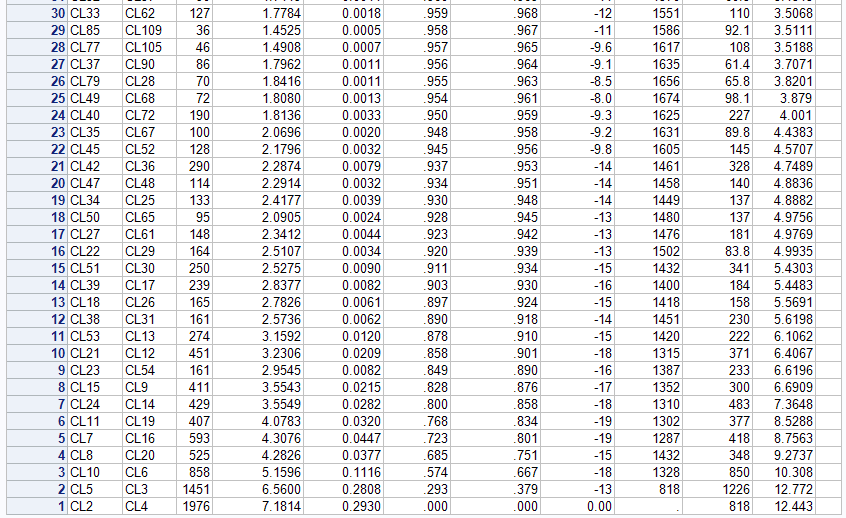 30 CL33 CL62 127 1.7784 0.0018 .959 .968 -12 1551 110 3.5068
29 CL85 CL109 36 1.4525 0.0005 .958 .967 -11 1586 92.1 3.5111
28 CL77 CL105 46 1.4908 0.0007 .957 .965 -9.6 1617 108 3.5188
27 CL37 CL90 86 1.7962 0.0011 .956 .964 -9.1 1635 61.4 3.7071
26 CL79 CL28 70 1.8416 0.0011 .955 .963 -8.5 1656 65.8 3.8201
25 CL49 CL68 72 1.8080 0.0013 .954 .961 -8.0 1674 98.1 3.879
24 CL40 CL72 190 1.8136 0.0033 .950 .959 -9.3 1625 227 4.001
23 CL35 CL67 100 2.0696 0.0020 .948 .958 -9.2 1631 89.8 4.4383
22 CL45 CL52 128 2.1796 0.0032 .945 .956 -9.8 1605 145 4.5707
21 CL42 CL36 290 2.2874 0.0079 .937 .953 -14 1461 328 4.7489
20 CL47 CL48 114 2.2914 0.0032 .934 .951 -14 1458 140 4.8836
19 CL34 CL25 133 2.4177 0.0039 .930 .948 -14 1449 137 4.8882
18 CL50 CL65 95 2.0905 0.0024 .928 .945 -13 1480 137 4.9756
17 CL27 CL61 148 2.3412 0.0044 .923 .942 -13 1476 181 4.9769
16 CL22 CL29 164 2.5107 0.0034 .920 .939 -13 1502 83.8 4.9935
15 CL51 CL30 250 2.5275 0.0090 .911 .934 -15 1432 341 5.4303
14 CL39 CL17 239 2.8377 0.0082 .903 .930 -16 1400 184 5.4483
13 CL18 CL26 165 2.7826 0.0061 .897 .924 -15 1418 158 5.5691
12 CL38 CL31 161 2.5736 0.0062 .890 .918 -14 1451 230 5.6198
11 CL53 CL13 274 3.1592 0.0120 .878 .910 -15 1420 222 6.1062
10 CL21 CL12 451 3.2306 0.0209 .858 .901 -18 1315 371 6.4067
9 CL23 CL54 161 2.9545 0.0082 .849 .890 -16 1387 233 6.6196
8 CL15 CL9 411 3.5543 0.0215 .828 .876 -17 1352 300 6.6909
7 CL24 CL14 429 3.5549 0.0282 .800 .858 -18 1310 483 7.3648
6 CL11 CL19 407 4.0783 0.0320 .768 .834 -19 1302 377 8.5288
5 CL7 CL16 593 4.3076 0.0447 .723 .801 -19 1287 418 8.7563
4 CL8 CL20 525 4.2826 0.0377 .685 .751 -15 1432 348 9.2737
3 CL10 CL6 858 5.1596 0.1116 .574 .667 -18 1328 850 10.308
2 CL5 CL3 1451 6.5600 0.2808 .293 .379 -13 818 1226 12.772
1 CL2 CL4 1976 7.1814 0.2930 .000 .000 0.00 . 818 12.443